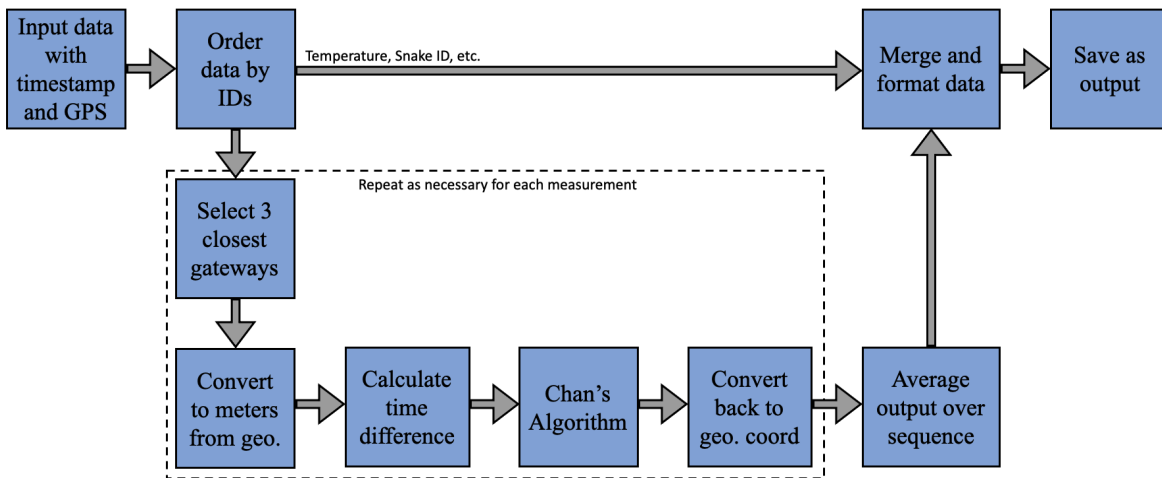 Input data
with
timestamp
and GPS
Order
data by
IDs
Temperature, Snake ID, etc.
Merge and
format data
Save as
output
Repeat as necessary for each measurement
Select 3
closest
gateways
Convert
to meters
from geo.
Calculate
time
difference
Chan's
Algorithm
Convert
back to
geo. coord
Average
output over
sequence